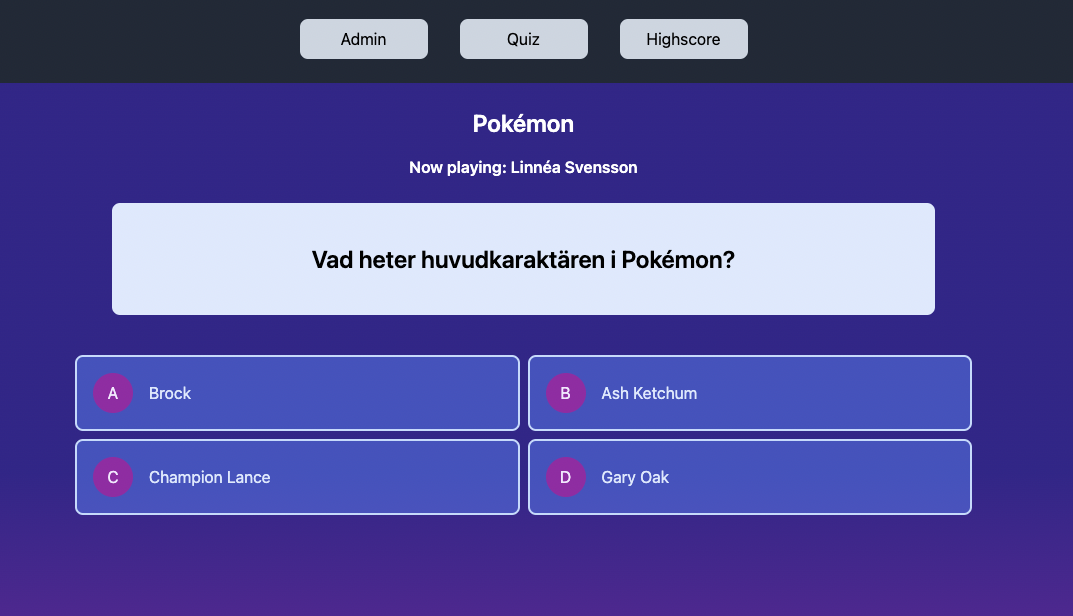 Admin
Quiz
Highscore
Pokémon
Now playing: Linnéa Svensson
Vad heter huvudkaraktären i Pokémon?
A Brock
B Ash Ketchum
C Champion Lance
D Gary Oak